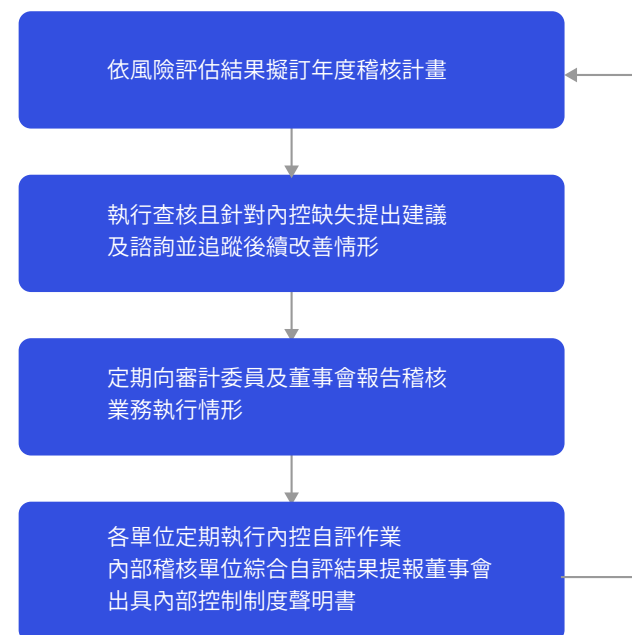 依風險評估結果擬訂年度稽核計畫
執行查核且針對內控缺失提出建議
及諮詢並追蹤後續改善情形
定期向審計委員及董事會報告稽核
業務執行情形
各單位定期執行內控自評作業
內部稽核單位綜合自評結果提報董事會
出具內部控制制度聲明書